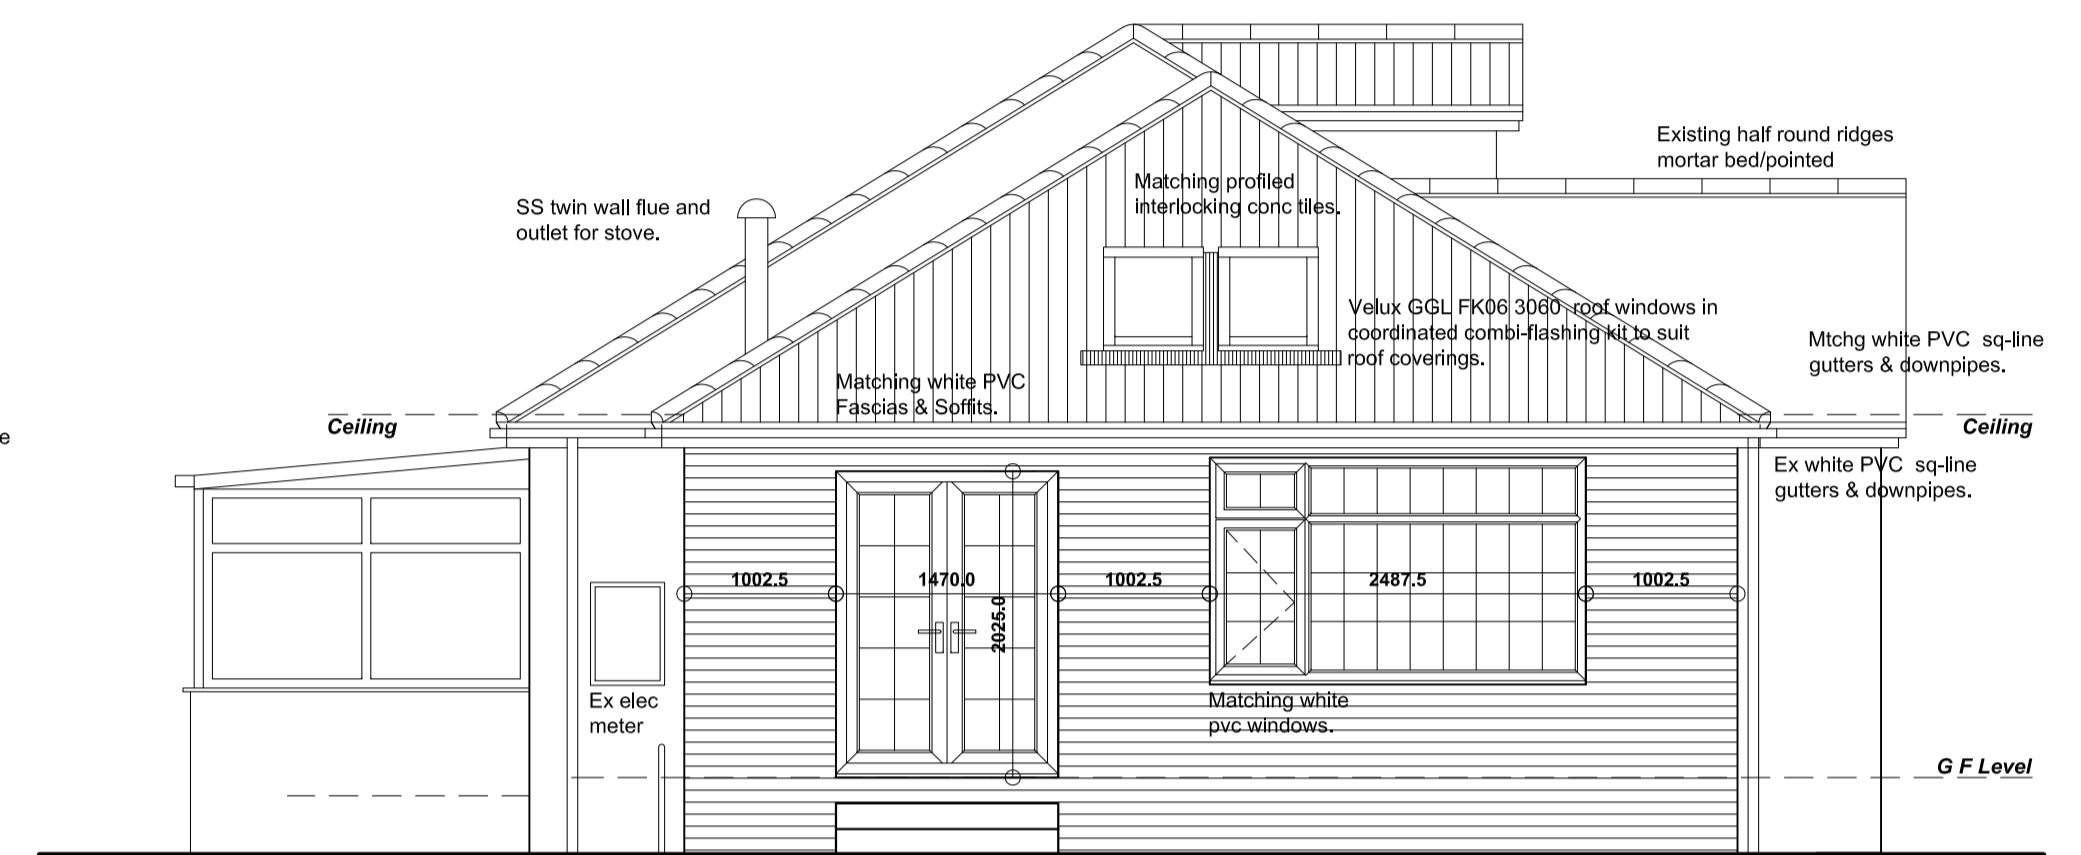 Existing half round ridges
mortar bed/pointed
Matching profiled
interlocking conc tiles.
SS twin wall flue and
outlet for stove.
Velux GGL FK06 3060 roof windows in
coordinated combi-flashing kit to suit
roof coverings.
Mtchg white PVC sq-line
gutters & downpipes.
Matching white PVC
Fascias & Soffits.
Ceiling
Ceiling
e
Ex white PVC sq-line
gutters & downpipes.
1002.5
1470.0
1002.5
2487.5
1002.5
2025.0
Ex elec
meter
Matching white
pvc windows.
G F Level